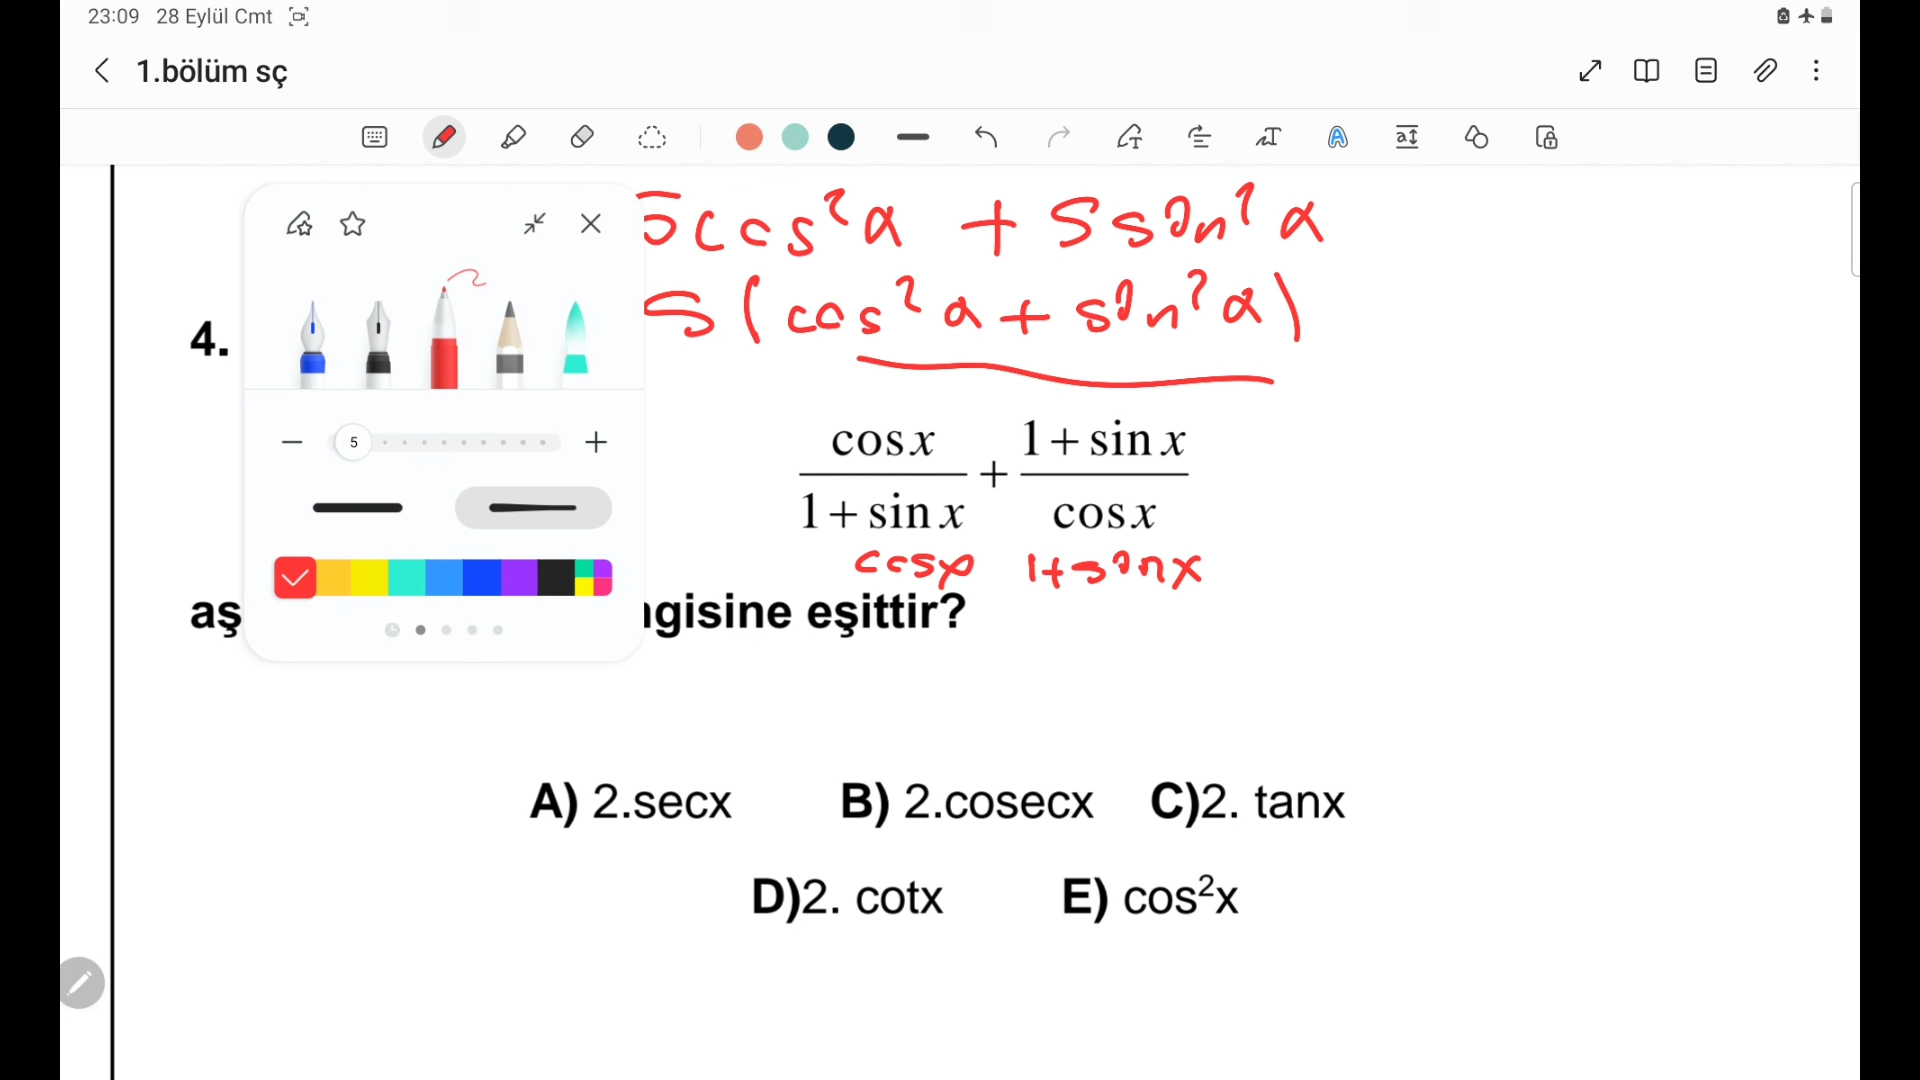 23:09 28 Eylül Cmt
1.bölüm sç
5cos²α + 5sin²α
5(cos²α + sin²α)
4.
5
cosx/(1+sinx) + (1+sinx)/cosx
cosx 1+sinx
aş gisine eşittir?
A) 2.secx B) 2.cosecx C)2. tanx
D)2. cotx E) cos²x